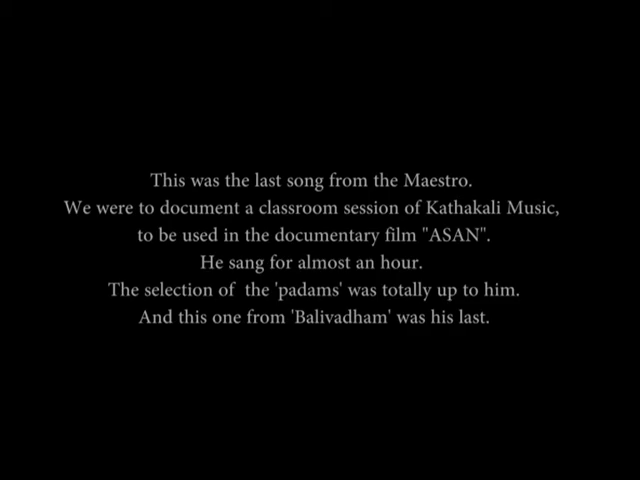 This was the last song from the Maestro.
We were to document a classroom session of Kathakali Music,
to be used in the documentary film "ASAN".
He sang for almost an hour.
The selection of the 'padams' was totally up to him.
And this one from 'Balivadham' was his last.